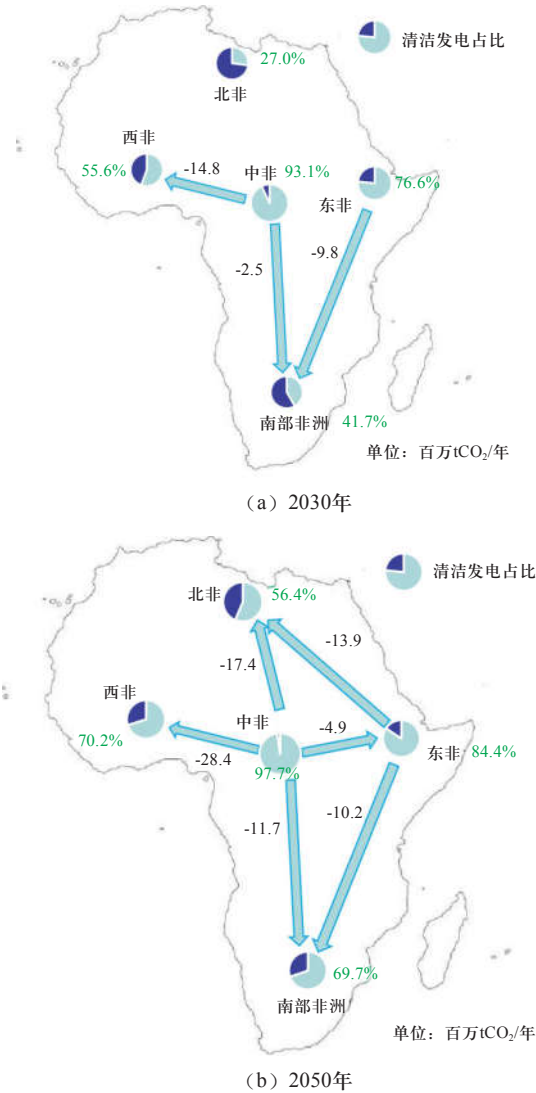 清洁发电占比
27.0%
北非
西非
55.6%
-14.8
中非
93.1%
76.6%
东非
-9.8
-2.5
南部非洲
41.7%
单位：百万tCO₂/年
（a）2030年
清洁发电占比
北非
56.4%
-13.9
-17.4
西非
中非
-4.9
70.2%
-28.4
97.7%
东非
84.4%
-11.7
-10.2
69.7%
南部非洲
单位：百万tCO₂/年
（b）2050年